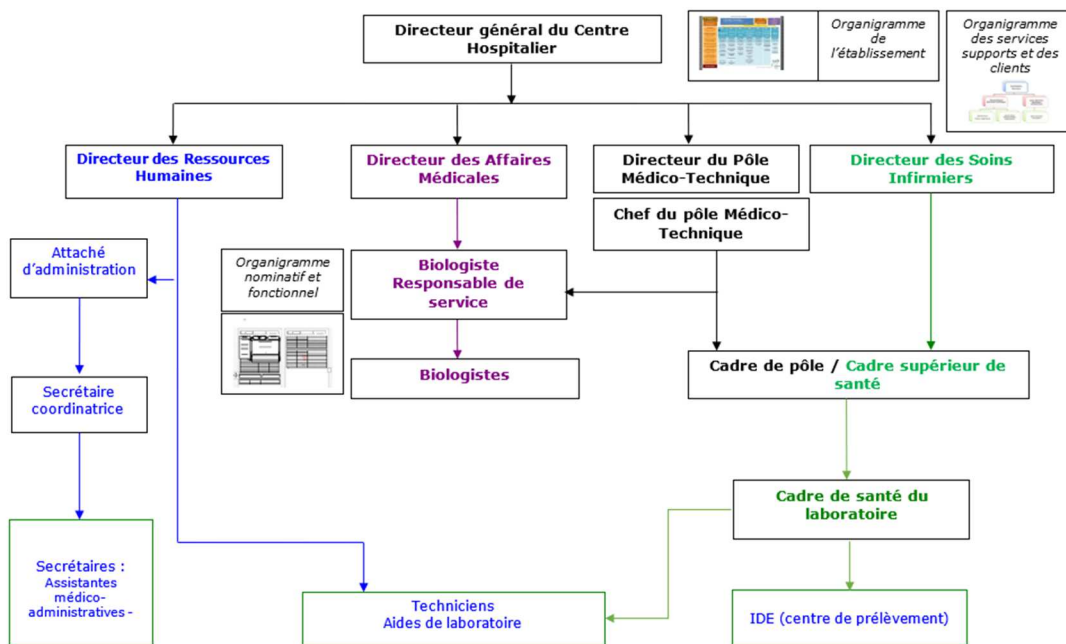 Directeur général du Centre
Hospitalier
Organigramme
de
l'établissement
Organigramme
des services
supports et des
clients
Directeur des Ressources
Humaines
Directeur des Affaires
Médicales
Directeur du Pôle
Médico-Technique
Directeur des Soins
Infirmiers
Chef du pôle Médico-
Technique
Attaché
d'administration
Organigramme
nominatif et
fonctionnel
Biologiste
Responsable de
service
Biologistes
Cadre de pôle / Cadre supérieur de
santé
Secrétaire
coordinatrice
Cadre de santé du
laboratoire
Secrétaires :
Assistantes
médico-
administratives -
Techniciens
Aides de laboratoire
IDE (centre de prélèvement)